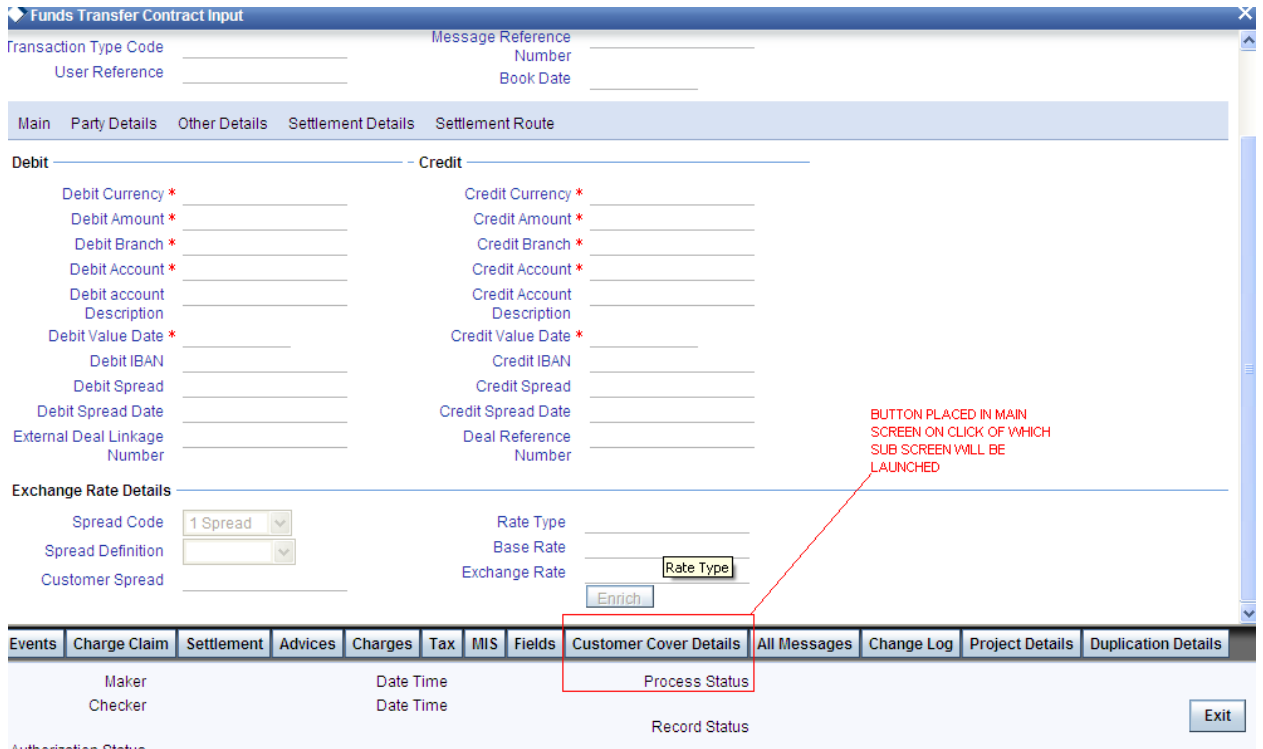 Funds Transfer Contract Input
Transaction Type Code
Message Reference
Number
User Reference
Book Date
Main Party Details Other Details Settlement Details Settlement Route
Debit
Credit
Debit Currency *
Credit Currency *
Debit Amount *
Credit Amount *
Debit Branch *
Credit Branch *
Debit Account *
Credit Account *
Debit account
Description
Credit Account
Description
Debit Value Date *
Credit Value Date *
Debit IBAN
Credit IBAN
Debit Spread
Credit Spread
Debit Spread Date
Credit Spread Date
External Deal Linkage
Number
Deal Reference
Number
BUTTON PLACED IN MAIN
SCREEN ON CLICK OF WHICH
SUB SCREEN WILL BE
LAUNCHED
Exchange Rate Details
Spread Code 1 Spread
Rate Type
Spread Definition
Base Rate
Customer Spread
Exchange Rate
Rate Type
Enrich
Events Charge Claim Settlement Advices Charges Tax MIS Fields Customer Cover Details All Messages Change Log Project Details Duplication Details
Maker Date Time Process Status
Checker Date Time
Record Status
Exit
Authorization Status